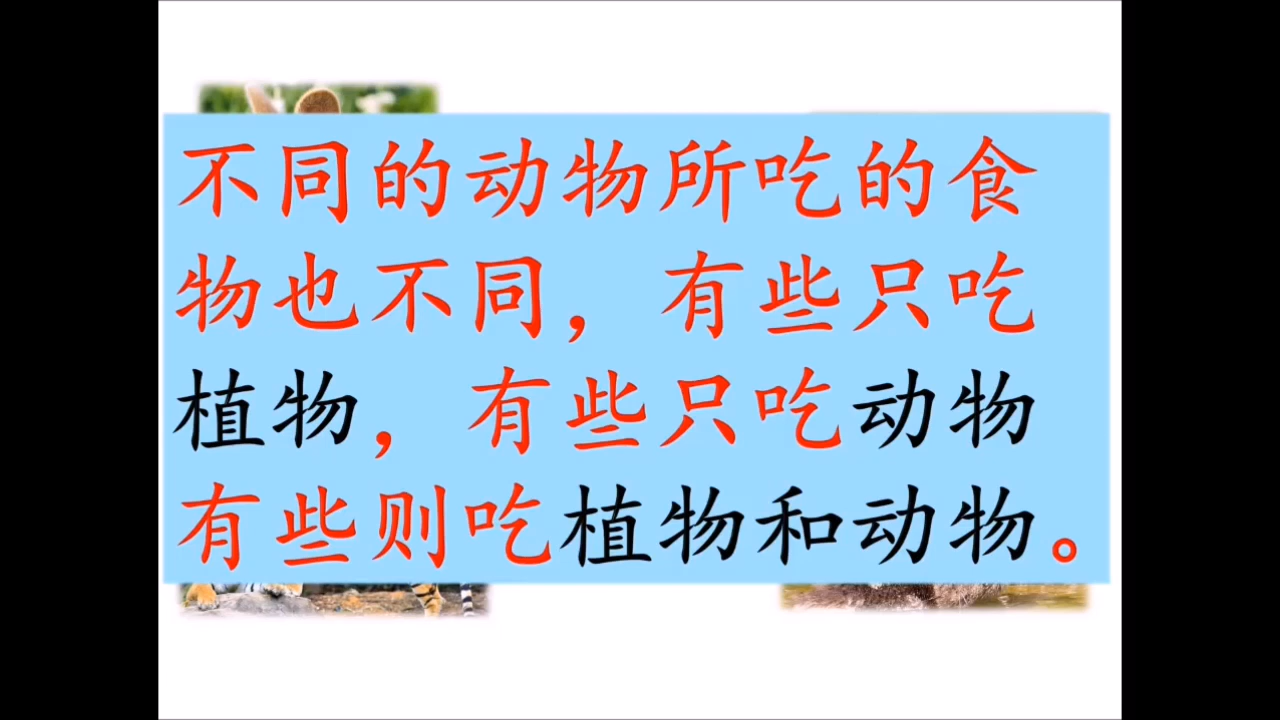 不同的动物所吃的食
物也不同，有些只吃
植物，有些只吃动物
有些则吃植物和动物。